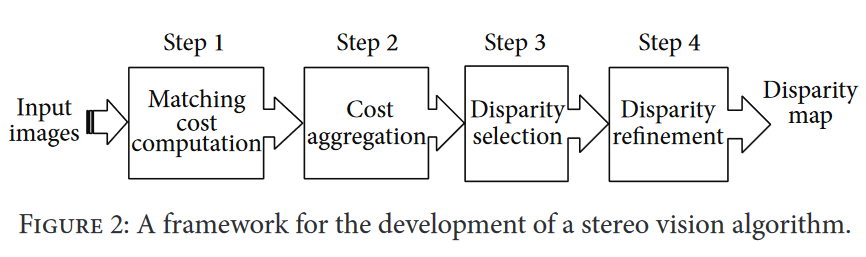 Step 1
Step 2
Step 3
Step 4
Input
images
Matching
cost
computation
Cost
aggregation
Disparity
selection
Disparity
refinement
Disparity
map
FIGURE 2: A framework for the development of a stereo vision algorithm.